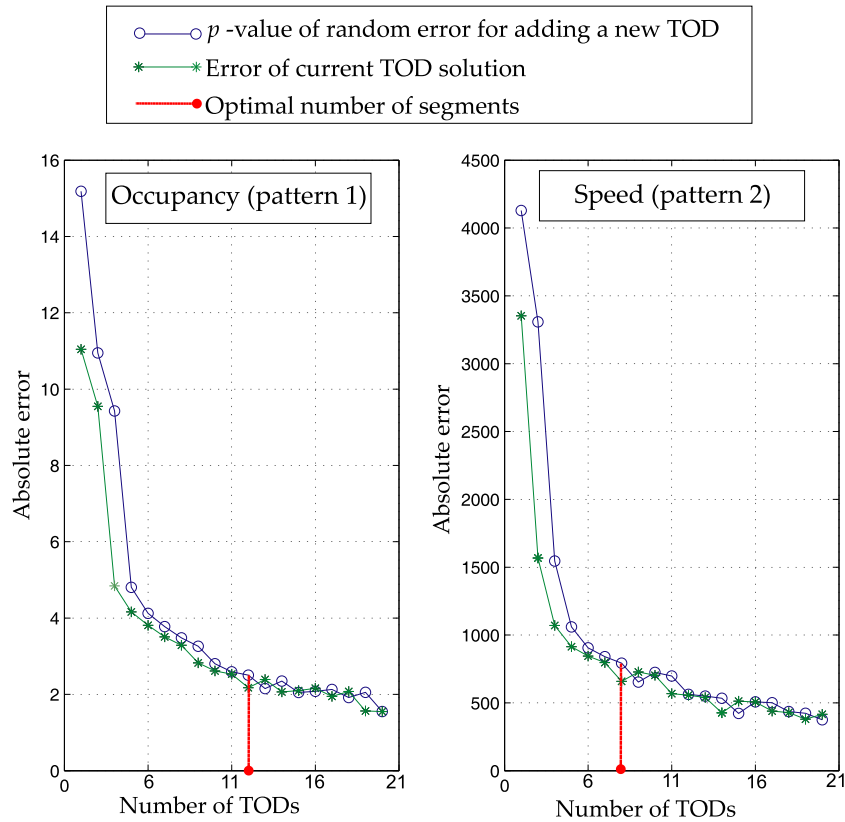 p -value of random error for adding a new TOD
Error of current TOD solution
Optimal number of segments
Occupancy (pattern 1)
Absolute error
16
14
12
10
8
6
4
2
0
0 6 11 16 21
Number of TODs
Speed (pattern 2)
Absolute error
4500
4000
3500
3000
2500
2000
1500
1000
500
0
0 6 11 16 21
Number of TODs